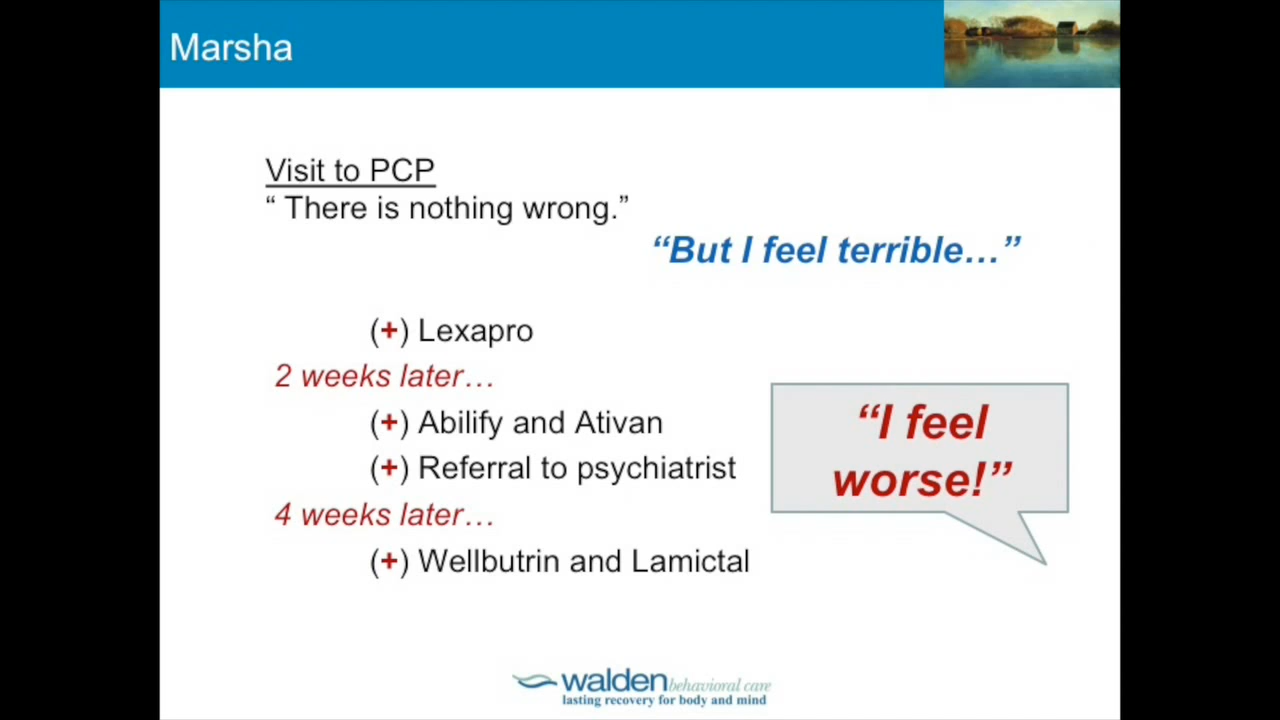 Marsha
Visit to PCP
“ There is nothing wrong.”
“But I feel terrible…”
(+) Lexapro
2 weeks later…
(+) Abilify and Ativan
(+) Referral to psychiatrist
4 weeks later…
(+) Wellbutrin and Lamictal
“I feel
worse!”
walden behavioral care
lasting recovery for body and mind